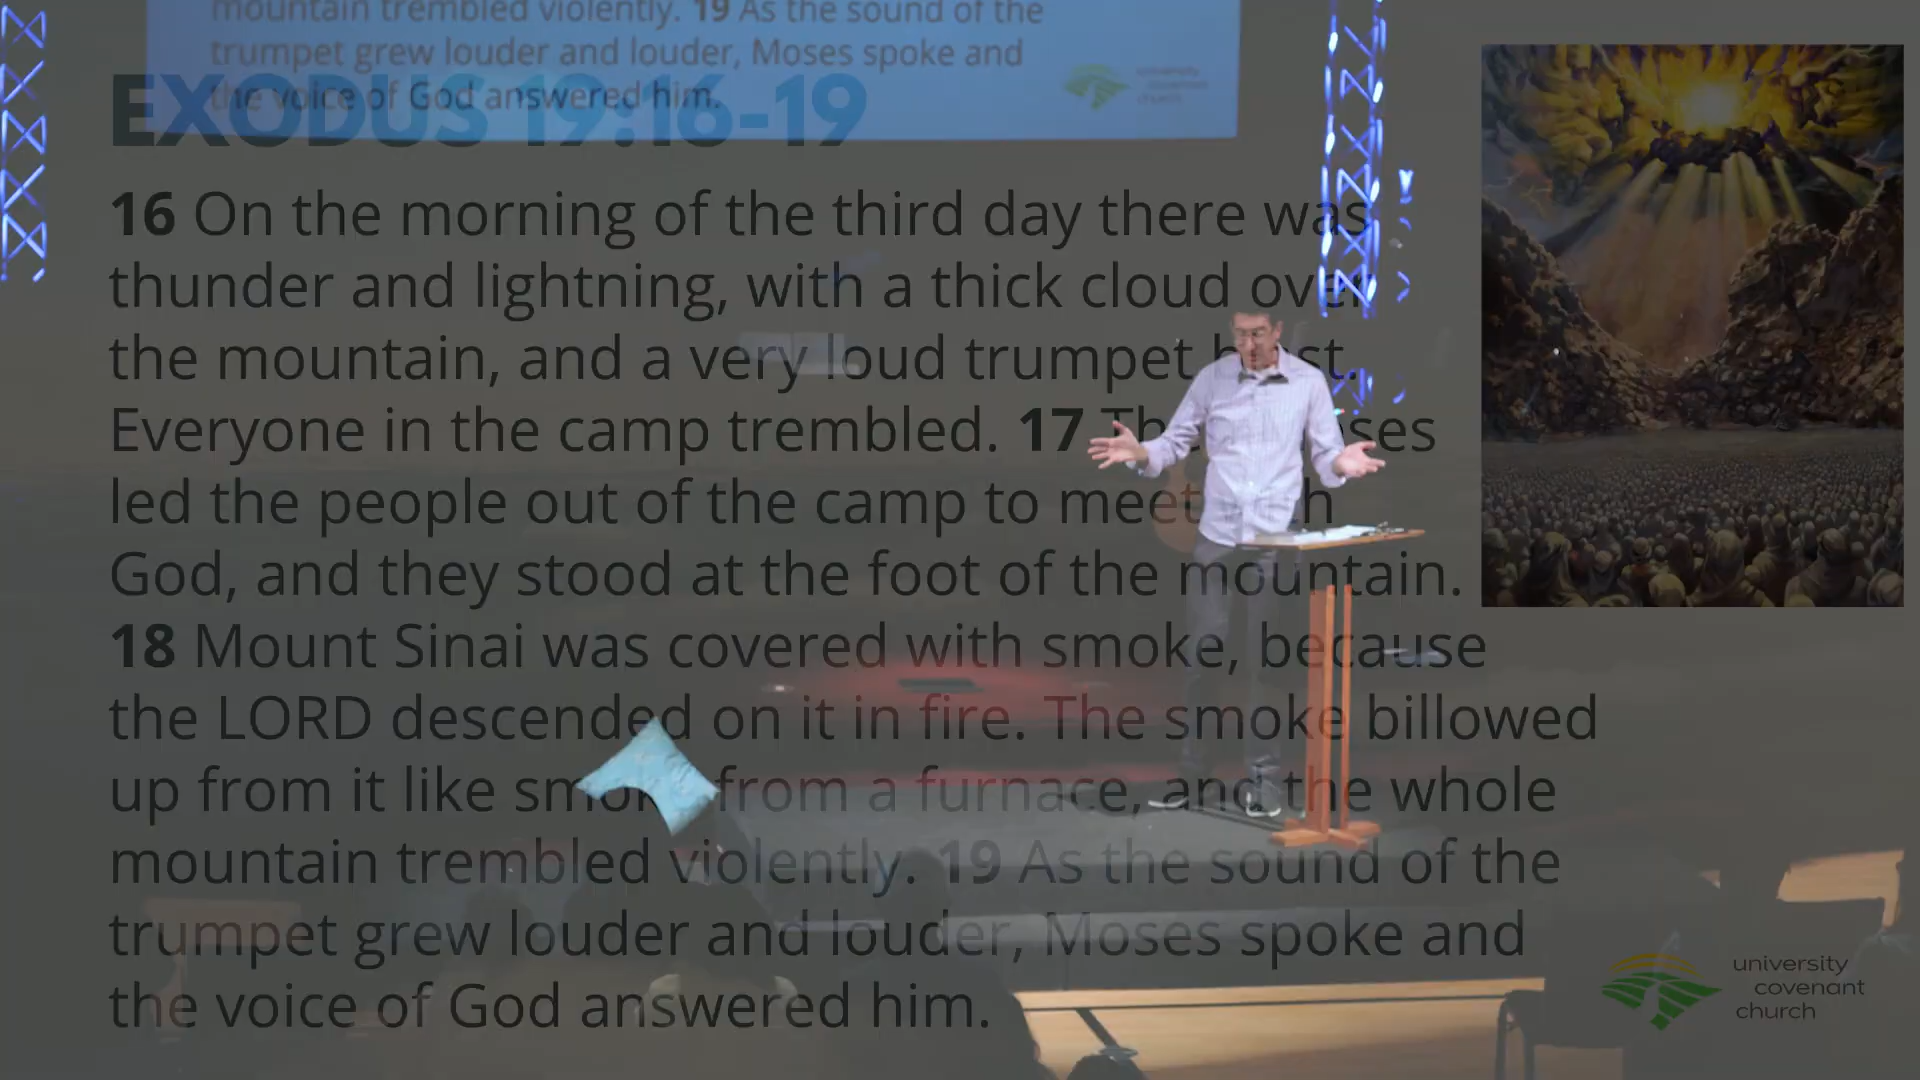 mountain trembled violently. 19 As the sound of the
trumpet grew louder and louder, Moses spoke and
the voice of God answered him.
university
covenant
church
EXODUS 19:16-19
16 On the morning of the third day there was
thunder and lightning, with a thick cloud over
the mountain, and a very loud trumpet blast.
Everyone in the camp trembled. 17 Then Moses
led the people out of the camp to meet with
God, and they stood at the foot of the mountain.
18 Mount Sinai was covered with smoke, because
the LORD descended on it in fire. The smoke billowed
up from it like smoke from a furnace, and the whole
mountain trembled violently. 19 As the sound of the
trumpet grew louder and louder, Moses spoke and
the voice of God answered him.
university
covenant
church